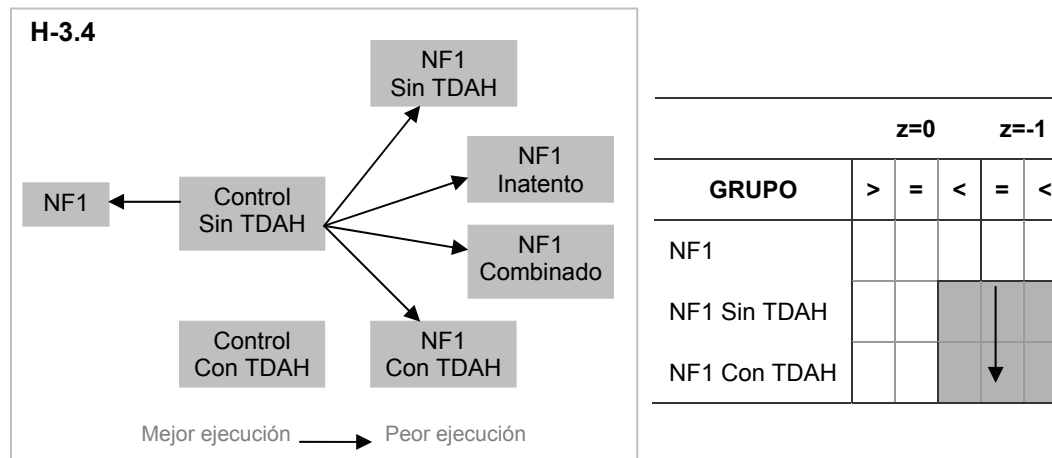 H-3.4
NF1
Sin TDAH
NF1
Inatento
NF1
Control
Sin TDAH
NF1
Combinado
Control
Con TDAH
NF1
Con TDAH
Mejor ejecución
Peor ejecución
z=0 z=-1
GRUPO > = < = <
NF1
NF1 Sin TDAH
NF1 Con TDAH